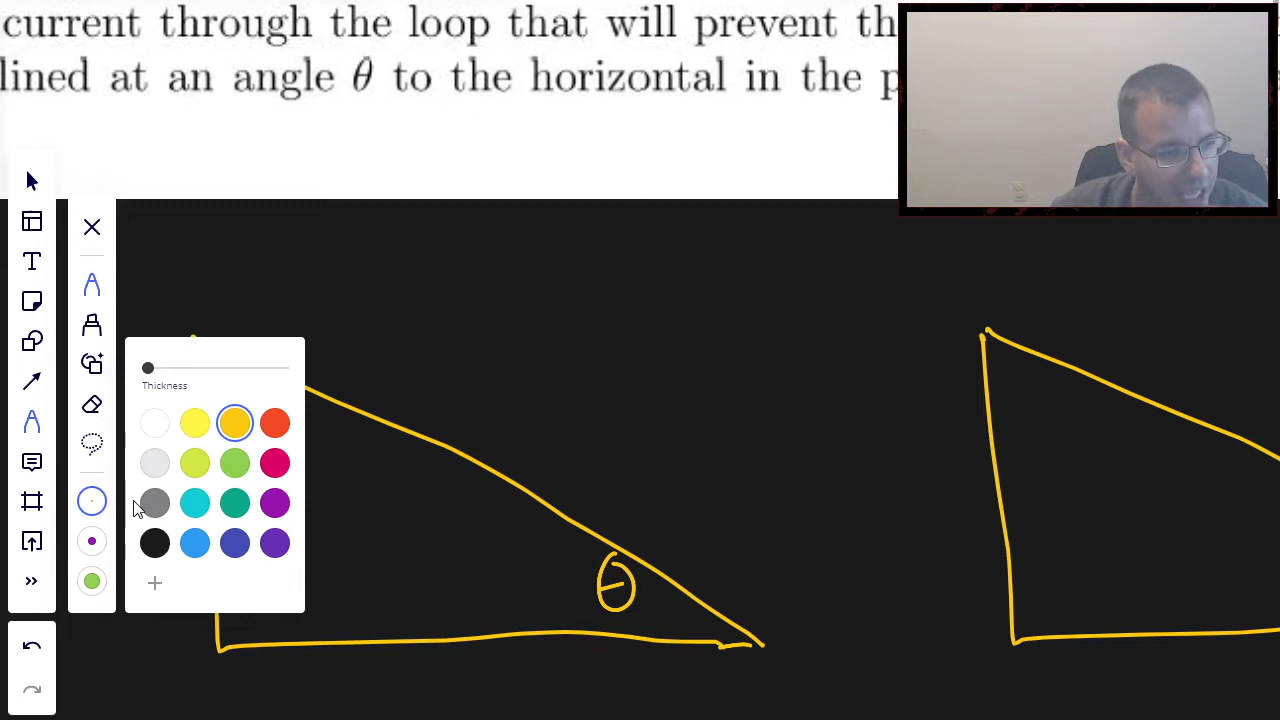 current through the loop that will prevent th
lined at an angle θ to the horizontal in the p
T
Thickness
θ